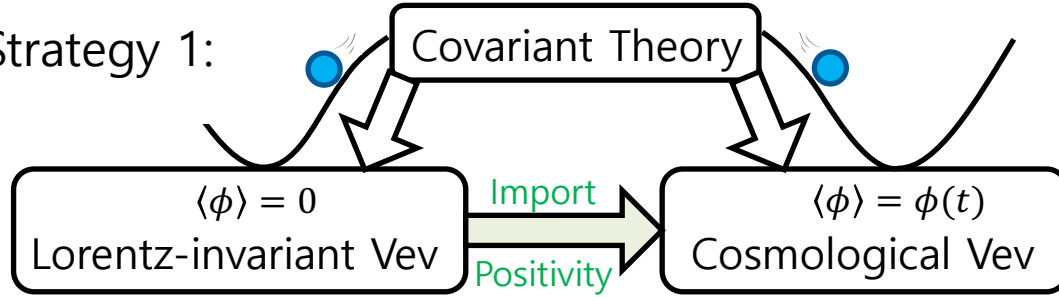 Strategy 1:
Covariant Theory
⟨ϕ⟩ = 0
Lorentz-invariant Vev
Import
Positivity
⟨ϕ⟩ = ϕ(t)
Cosmological Vev